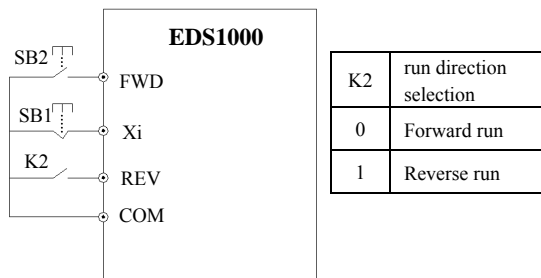 EDS1000
SB2
FWD
SB1
Xi
K2
REV
COM
K2 run direction
selection
0 Forward run
1 Reverse run